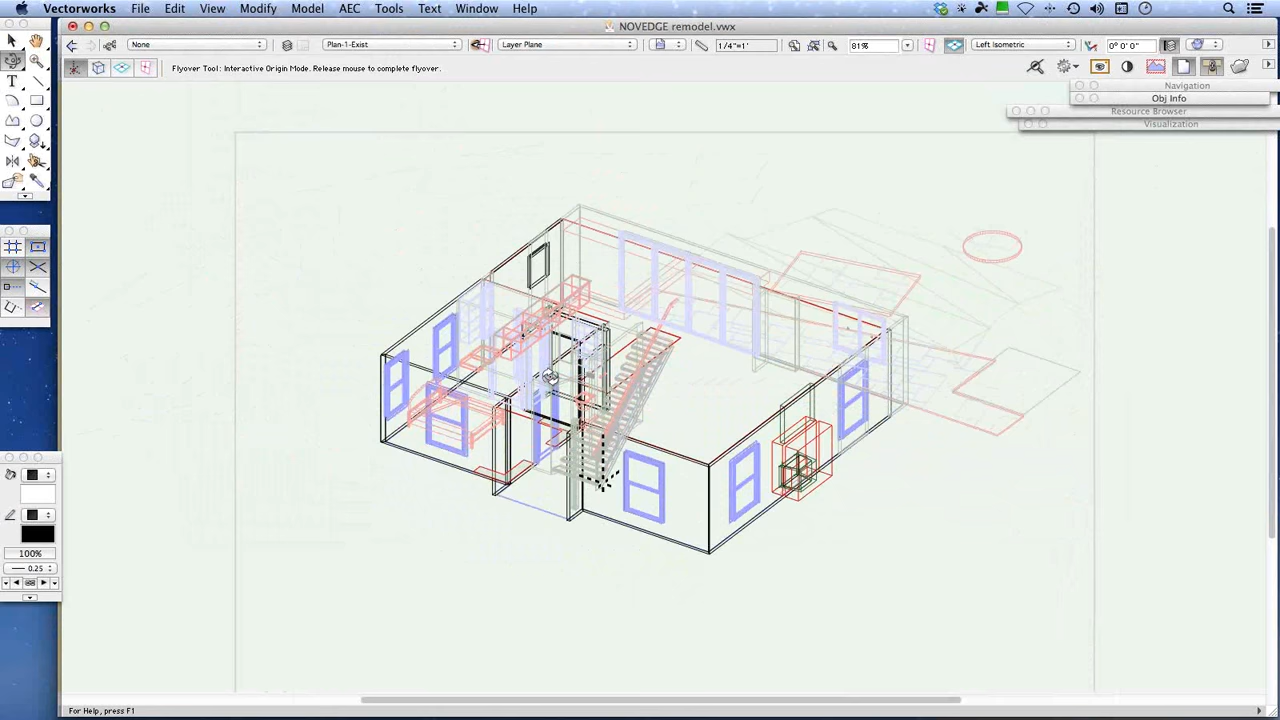 Vectorworks File Edit View Modify Model AEC Tools Text Window Help
NOVEDGE remodel.vwx
None Plan-1-Exist Layer Plane 1/4"=1' 81% Left Isometric 0° 0' 0"
Flyover Tool: Interactive Origin Mode. Release mouse to complete flyover.
Navigation
Obj Info
Resource Browser
Visualization
100%
0.25
For Help, press F1